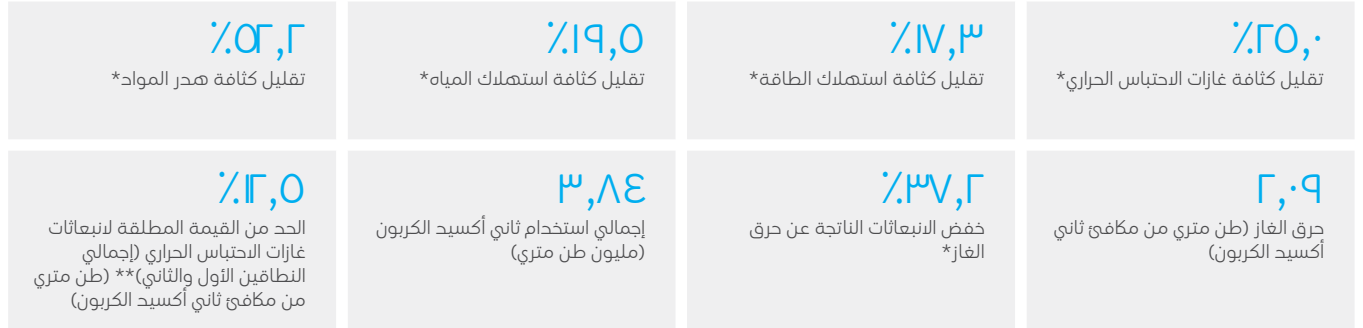 ٢٥,٠٪
تقليل كثافة غازات الاحتباس الحراري*
١٧,٣٪
تقليل كثافة استهلاك الطاقة*
١٩,٥٪
تقليل كثافة استهلاك المياه*
٥٢,٢٪
تقليل كثافة هدر المواد*
٢,٠٩
حرق الغاز (طن متري من مكافئ ثاني
أكسيد الكربون)
٣٧,٢٪
خفض الانبعاثات الناتجة عن حرق
الغاز*
٣,٨٤
إجمالي استخدام ثاني أكسيد الكربون
(مليون طن متري)
١٢,٥٪
الحد من القيمة المطلقة لانبعاثات
غازات الاحتباس الحراري (إجمالي
النطاقين الأول والثاني)** (طن متري
من مكافئ ثاني أكسيد الكربون)